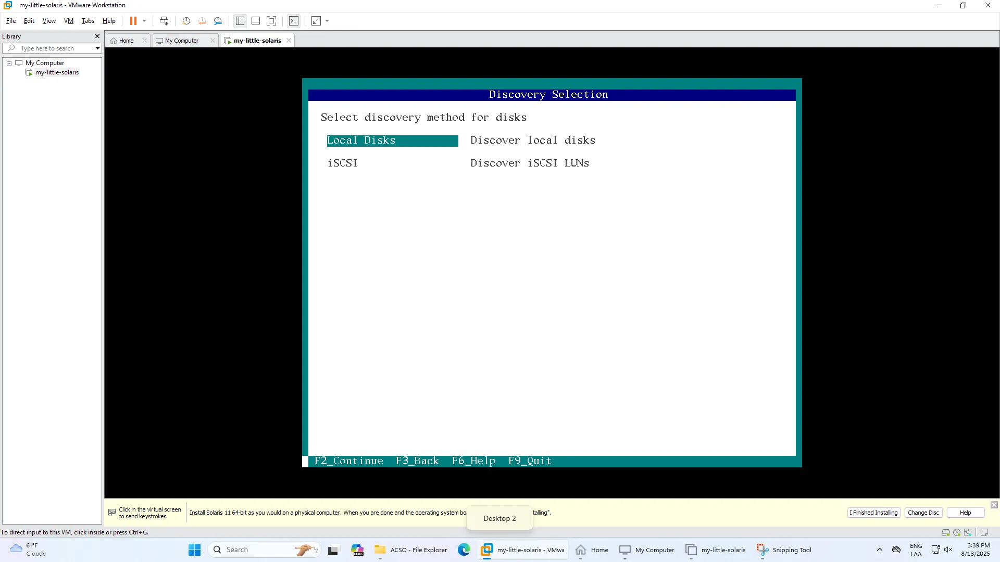 my-little-solaris - VMware Workstation
File Edit View VM Tabs Help
Library
Type here to search
My Computer
my-little-solaris
Home My Computer my-little-solaris
Discovery Selection
Select discovery method for disks
Local Disks Discover local disks
iSCSI Discover iSCSI LUNs
F2_Continue F3_Back F6_Help F9_Quit
Click in the virtual screen
to send keystrokes
Install Solaris 11 64-bit as you would on a physical computer. When you are done and the operating system
talling".
I Finished Installing Change Disc Help
Desktop 2
To direct input to this VM, click inside or press Ctrl+G.
61°F
Cloudy
Search
M365
ACSO - File Explorer
my-little-solaris - VMwa
Home
My Computer
my-little-solaris
Snipping Tool
ENG
LAA
3:39 PM
8/13/2025